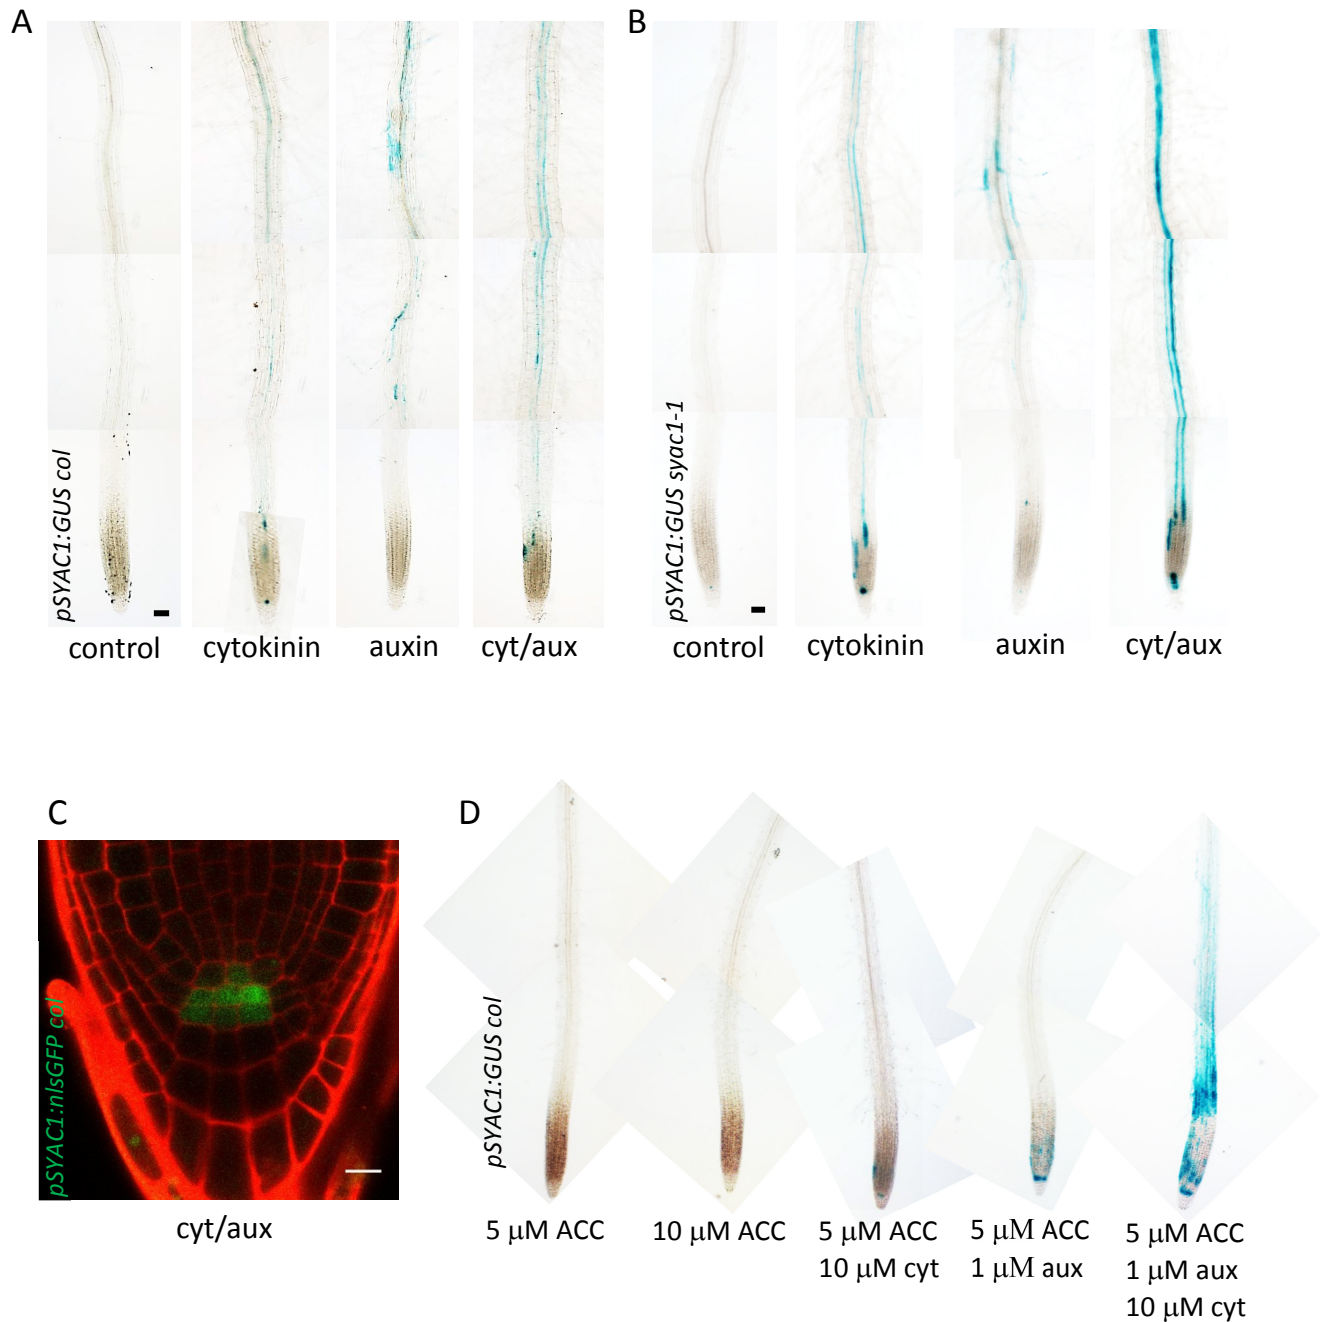 A
B
pSYAC1:GUS col
pSYAC1:GUS syac1-1
control
cytokinin
auxin
cyt/aux
control
cytokinin
auxin
cyt/aux
C
D
pSYAC1:nlsGFP col
pSYAC1:GUS col
cyt/aux
5 μM ACC
10 μM ACC
5 μM ACC
10 μM cyt
5 μM ACC
1 μM aux
5 μM ACC
1 μM aux
10 μM cyt